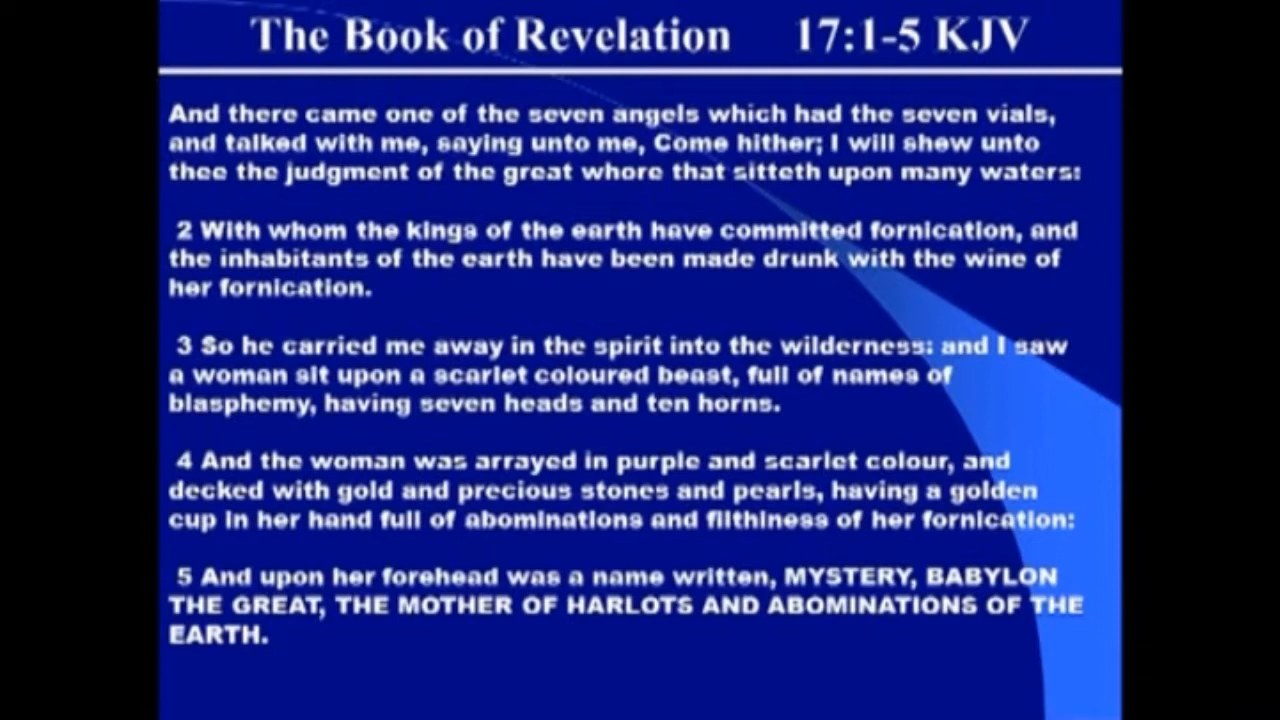 The Book of Revelation 17:1-5 KJV
And there came one of the seven angels which had the seven vials,
and talked with me, saying unto me, Come hither; I will shew unto
thee the judgment of the great whore that sitteth upon many waters:
2 With whom the kings of the earth have committed fornication, and
the inhabitants of the earth have been made drunk with the wine of
her fornication.
3 So he carried me away in the spirit into the wilderness: and I saw
a woman sit upon a scarlet coloured beast, full of names of
blasphemy, having seven heads and ten horns.
4 And the woman was arrayed in purple and scarlet colour, and
decked with gold and precious stones and pearls, having a golden
cup in her hand full of abominations and filthiness of her fornication:
5 And upon her forehead was a name written, MYSTERY, BABYLON
THE GREAT, THE MOTHER OF HARLOTS AND ABOMINATIONS OF THE
EARTH.